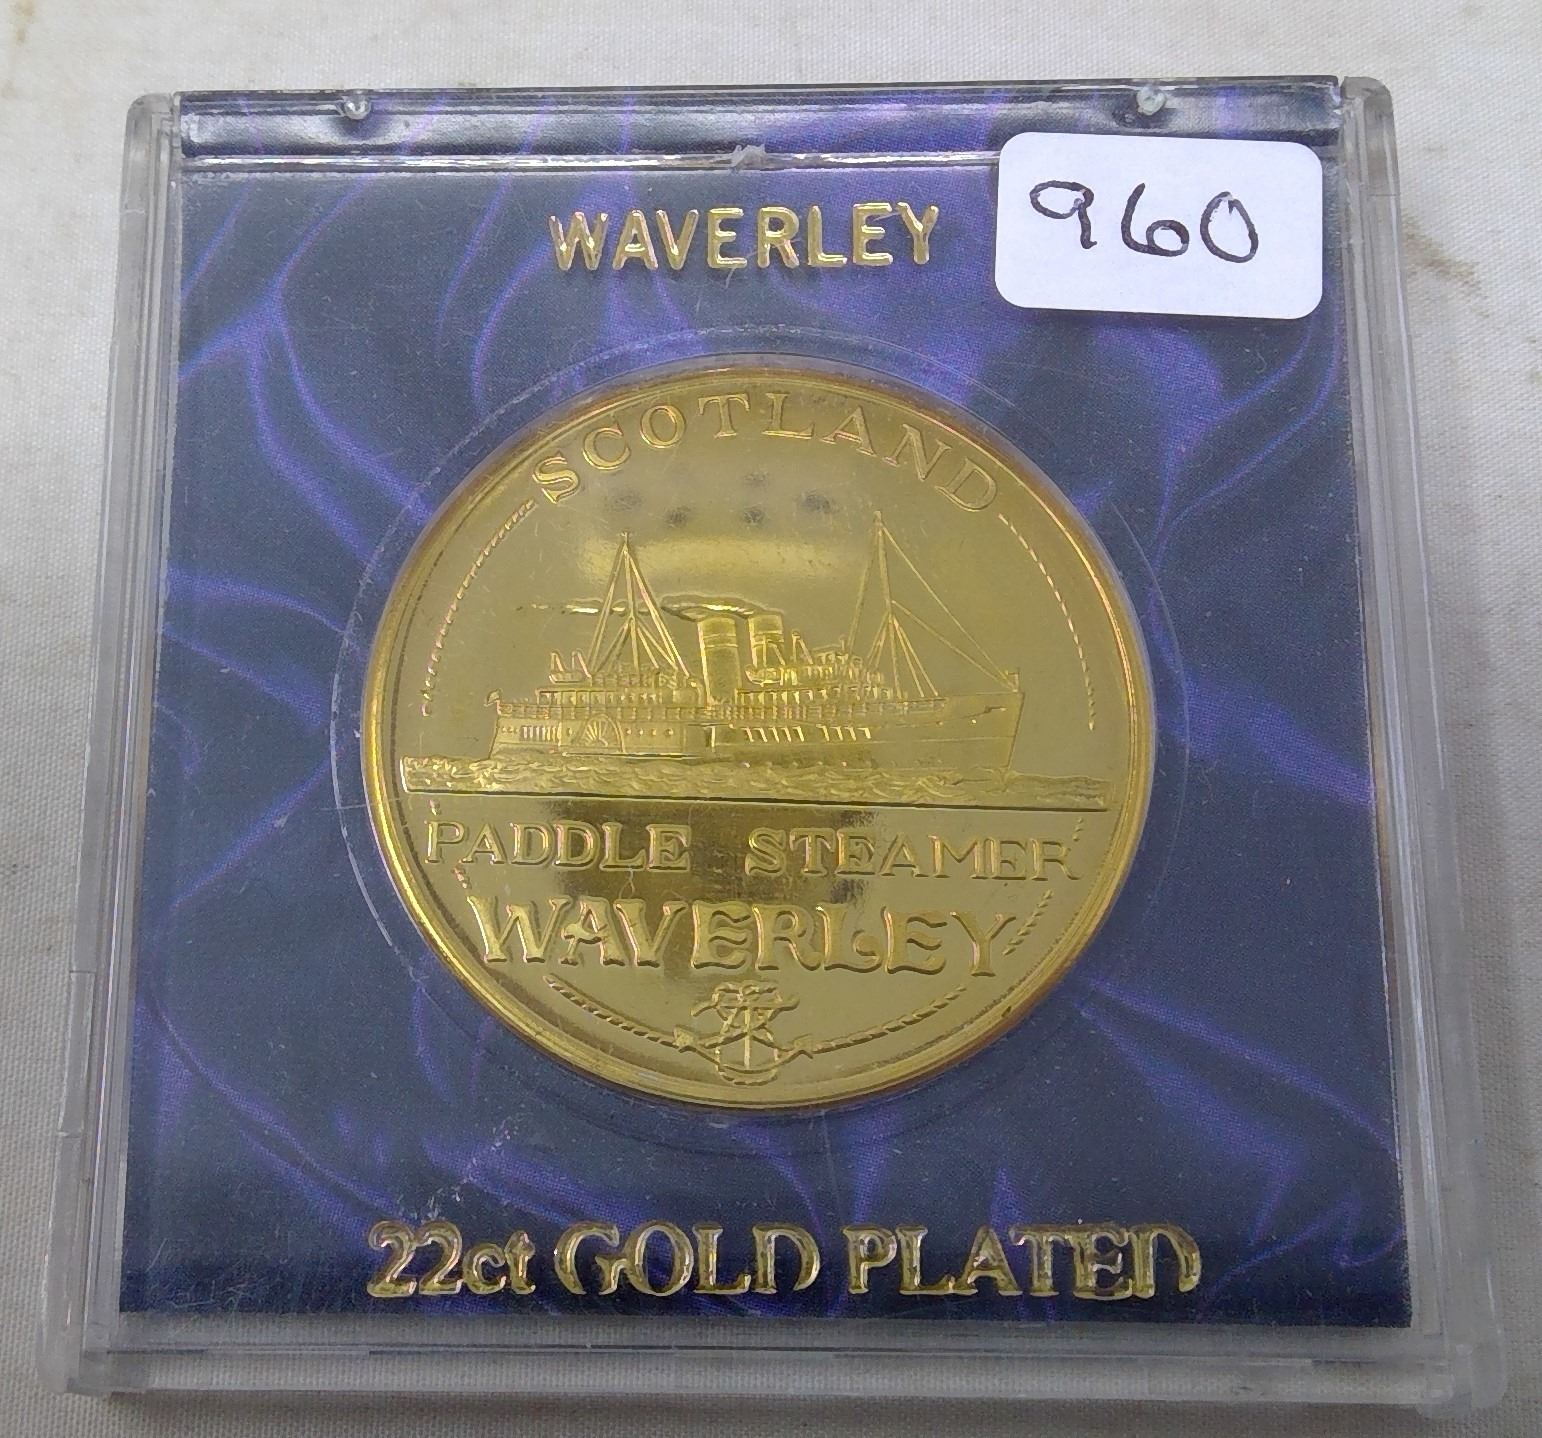 WAVERLEY
960
SCOTLAND
PADDLE STEAMER
WAVERLEY
22ct GOLD PLATED